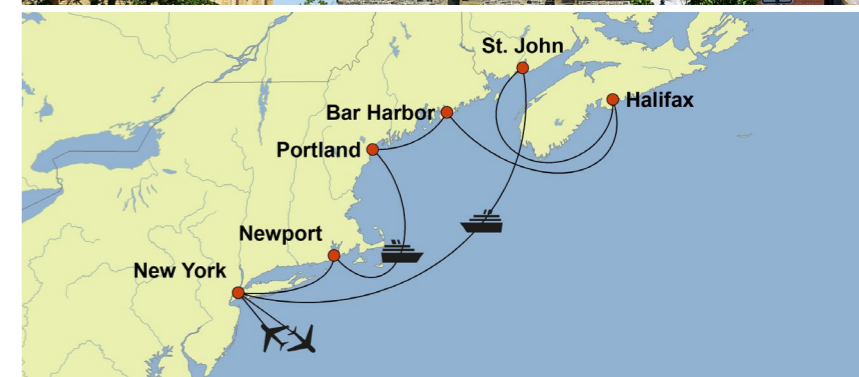 St. John
Halifax
Bar Harbor
Portland
Newport
New York